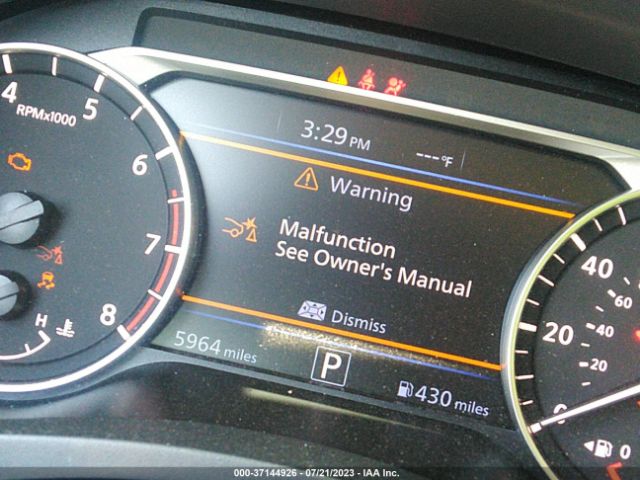 3:29 PM
---°F
Warning
Malfunction
See Owner's Manual
Dismiss
5964 miles
P
430 miles
4
5
RPMx1000
6
7
8
H
40
60
20
40
20
0
0
000-37144926 | 07/21/2023 | IAA Inc.